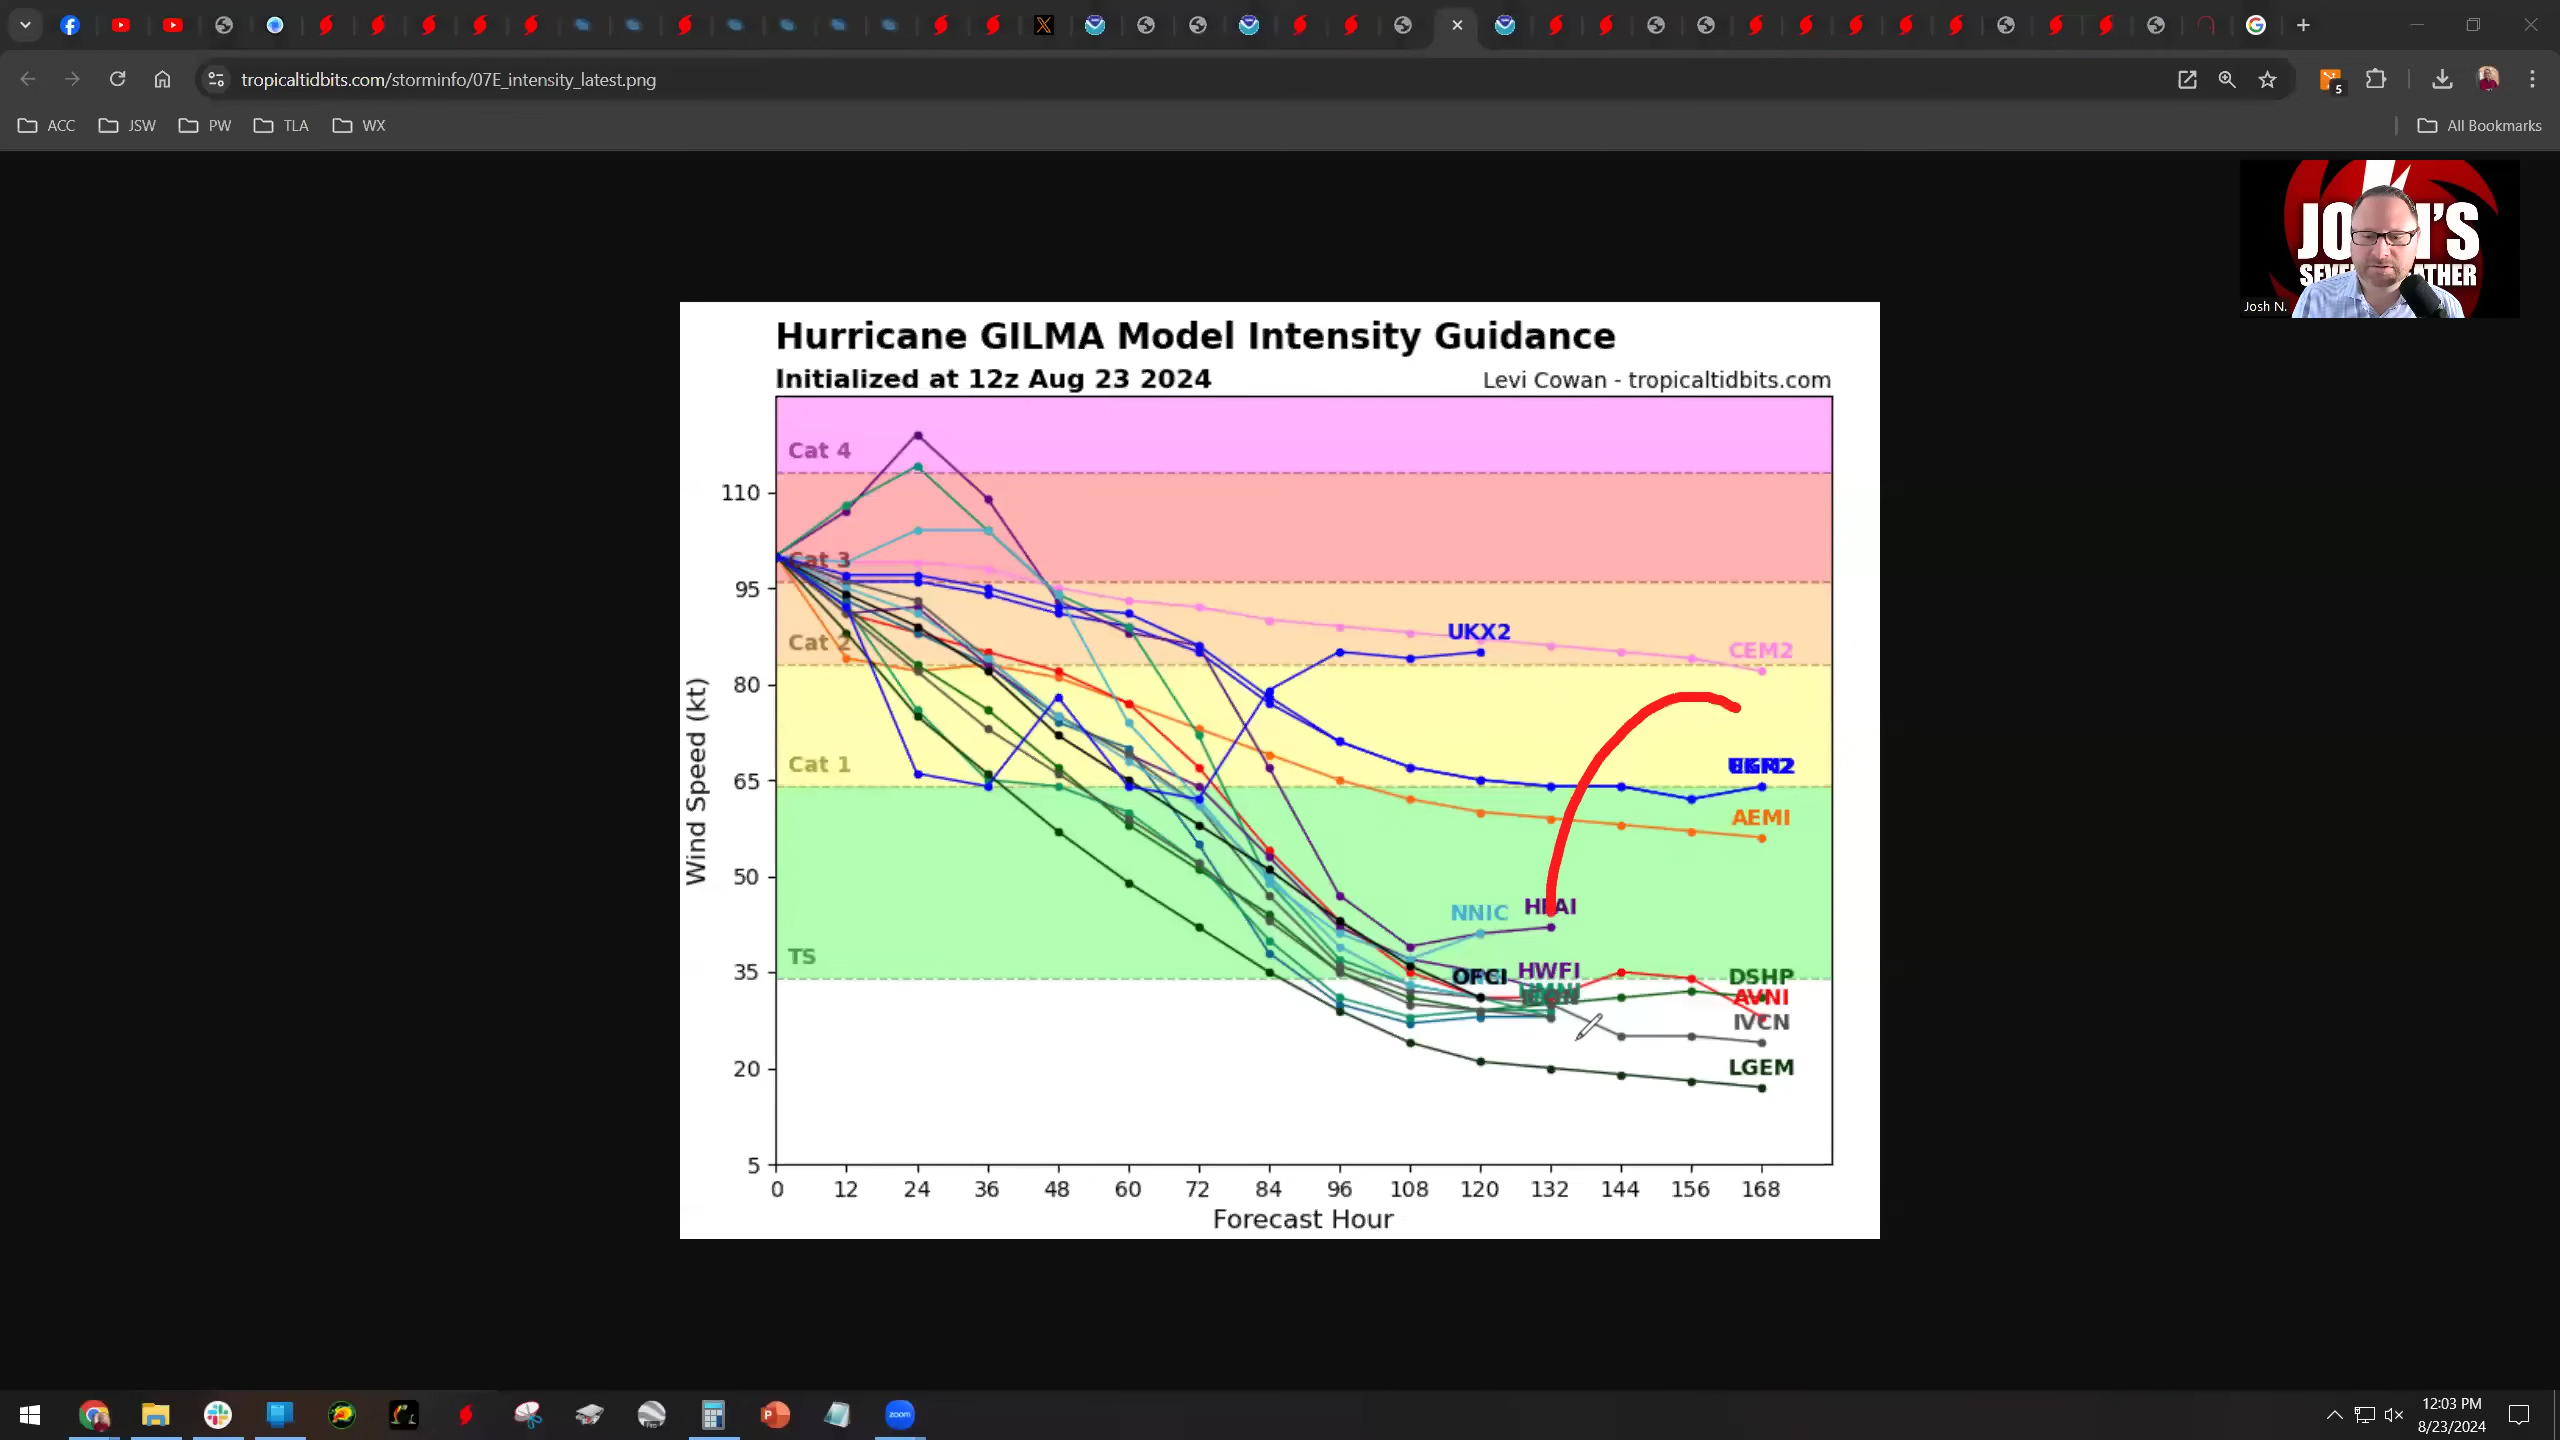 tropicaltidbits.com/storminfo/07E_intensity_latest.png
5
ACC JSW PW TLA WX
All Bookmarks
Josh N.
Hurricane GILMA Model Intensity Guidance
Initialized at 12z Aug 23 2024
Levi Cowan - tropicaltidbits.com
Cat 4
110
Cat 3
95
UKX2
Cat 2
CEM2
80
Cat 1
65
AEMI
50
NNIC
TS
35
OFCI
HWFI
DSHP
AVNI
IVCN
LGEM
20
5
Wind Speed (kt)
0 12 24 36 48 60 72 84 96 108 120 132 144 156 168
Forecast Hour
zoom
12:03 PM
8/23/2024